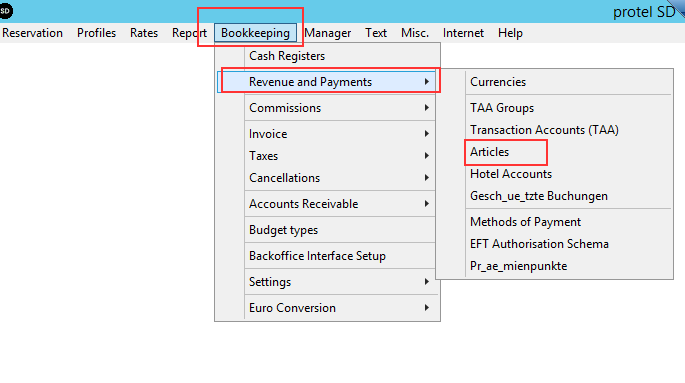 SD
protel SD
Reservation Profiles Rates Report Bookkeeping Manager Text Misc. Internet Help
Cash Registers
Revenue and Payments
Commissions
Invoice
Taxes
Cancellations
Accounts Receivable
Budget types
Backoffice Interface Setup
Settings
Euro Conversion
Currencies
TAA Groups
Transaction Accounts (TAA)
Articles
Hotel Accounts
Gesch_ue_tzte Buchungen
Methods of Payment
EFT Authorisation Schema
Pr_ae_mienpunkte